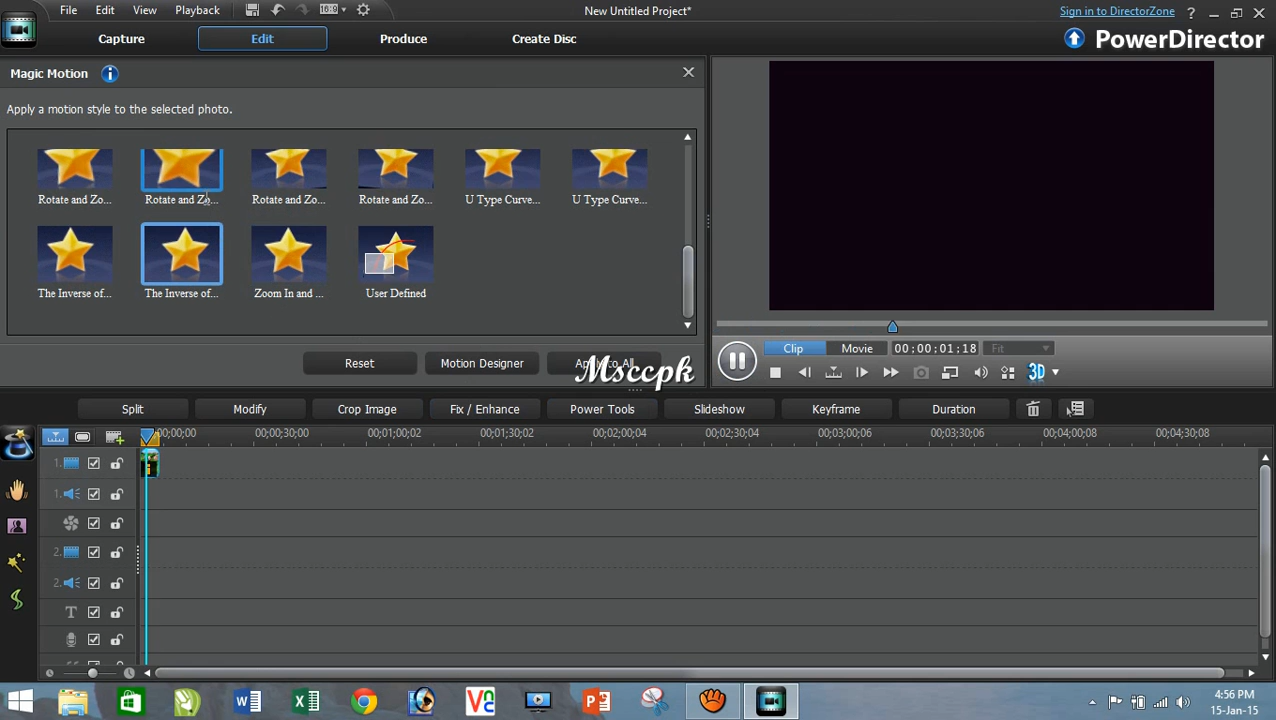 File Edit View Playback 16:9 New Untitled Project* Sign in to DirectorZone ?
Capture Edit Produce Create Disc PowerDirector
Magic Motion i
Apply a motion style to the selected photo.
Rotate and Zo... Rotate and Zo... Rotate and Zo... Rotate and Zo... U Type Curve... U Type Curve...
The Inverse of... The Inverse of... Zoom In and ... User Defined
Clip Movie 00:00:01;18 Fit
Reset Motion Designer Apply to All
Msccpk
3D
Split Modify Crop Image Fix / Enhance Power Tools Slideshow Keyframe Duration
00;00;00 00;00;30;00 00;01;00;02 00;01;30;02 00;02;00;04 00;02;30;04 00;03;00;06 00;03;30;06 00;04;00;08 00;04;30;08
1.
1.
2.
2.
T
4:56 PM
15-Jan-15